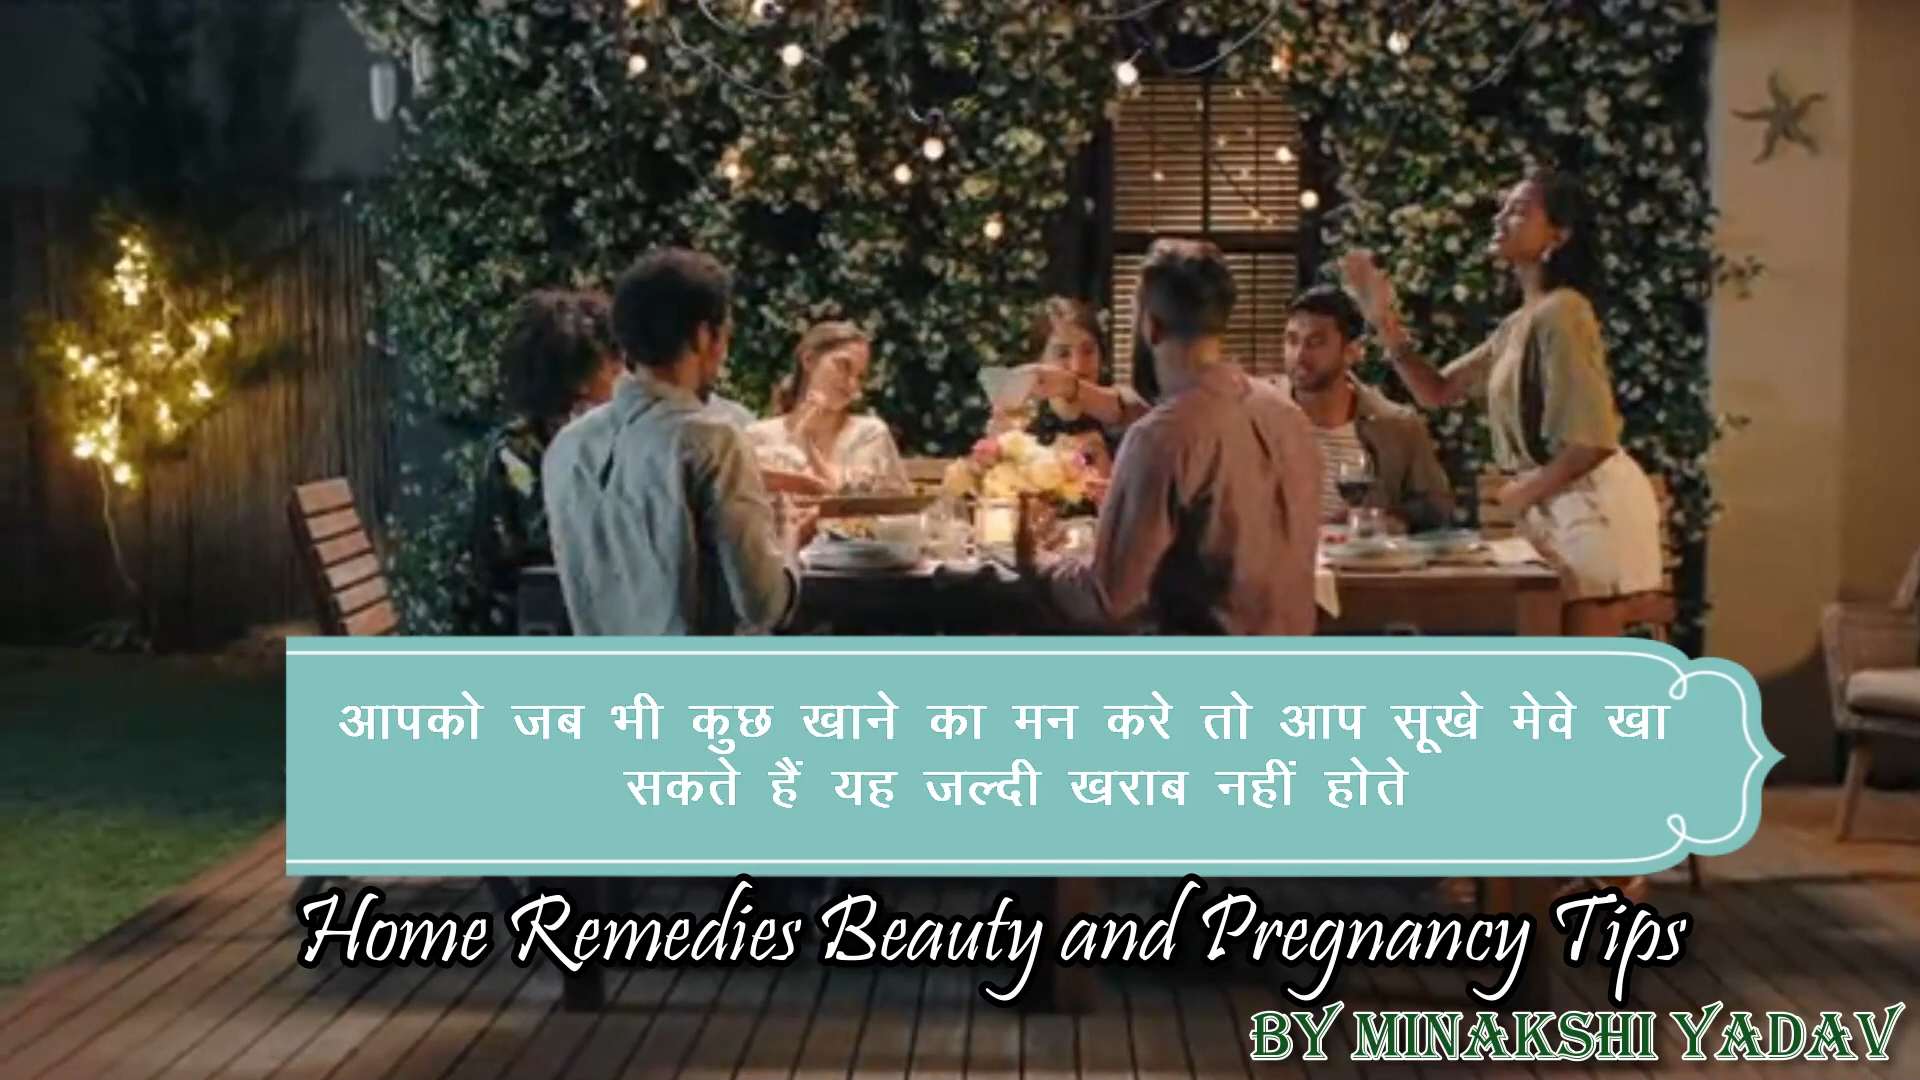 आपको जब भी कुछ खाने का मन करे तो आप सूखे मेवे खा
सकते हैं यह जल्दी खराब नहीं होते
Home Remedies Beauty and Pregnancy Tips
BY MINAKSHI YADAV